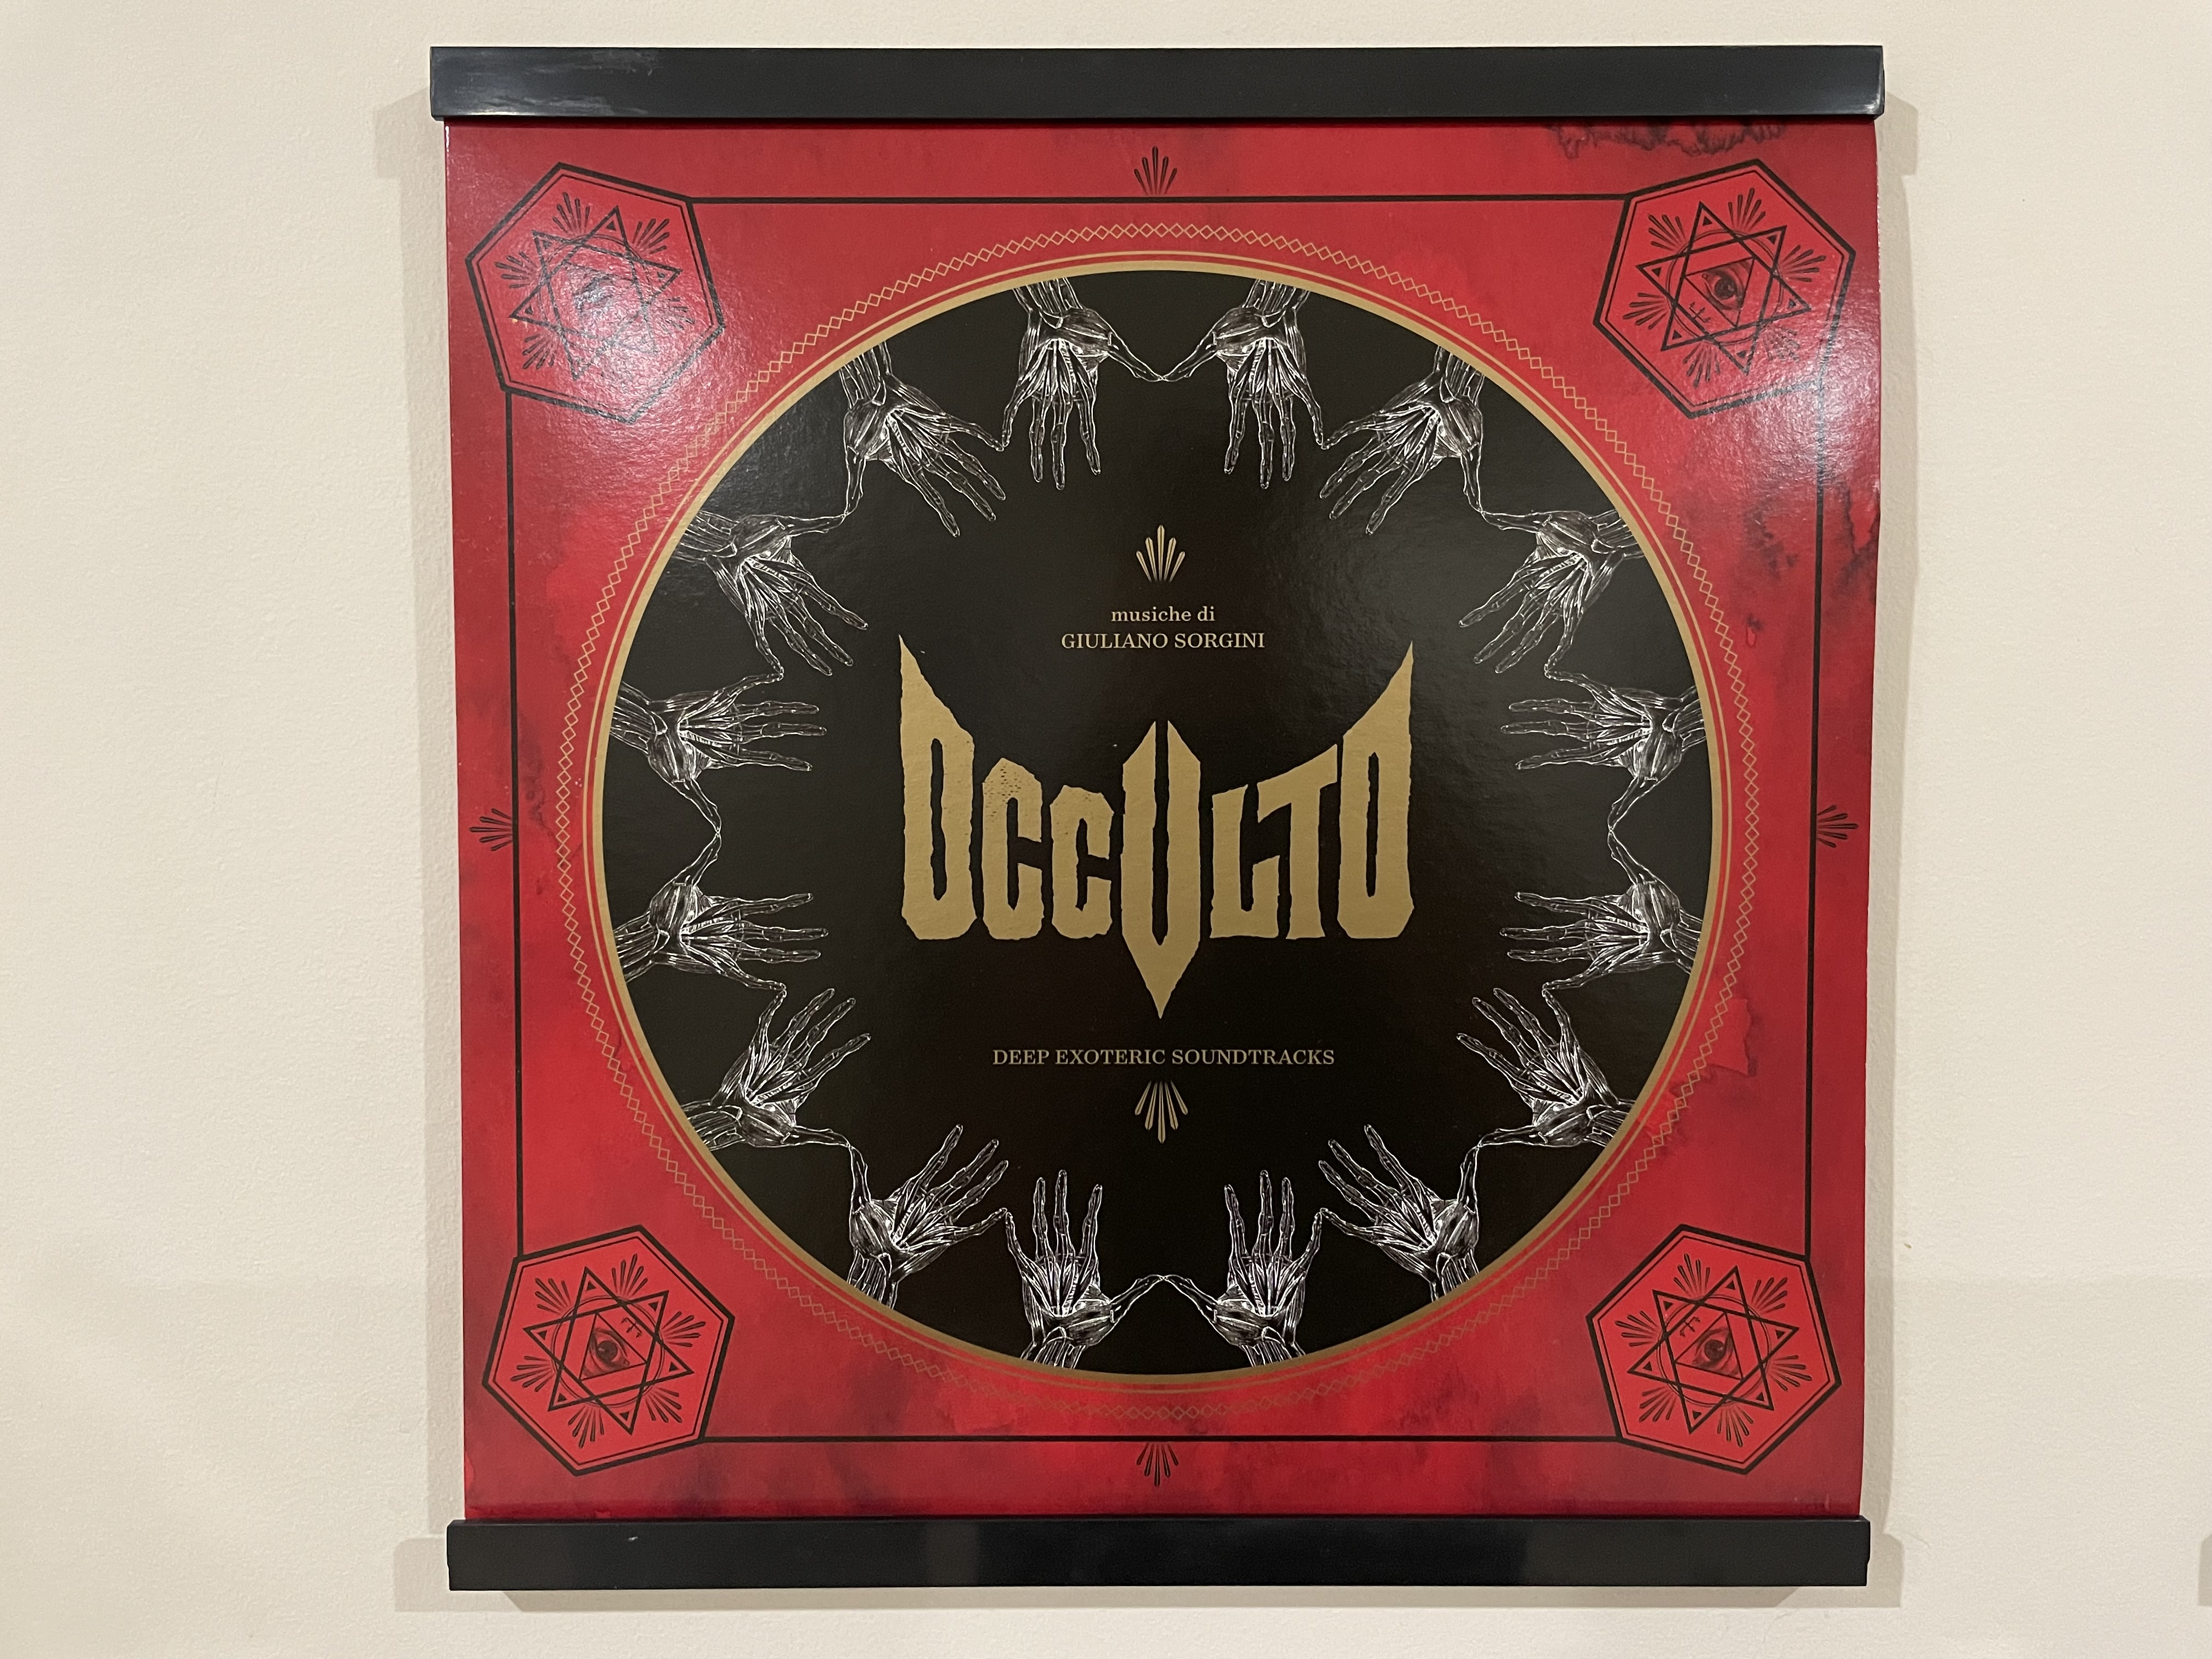 musiche di
GIULIANO SORGINI
OCCULTO
DEEP EXOTERIC SOUNDTRACKS